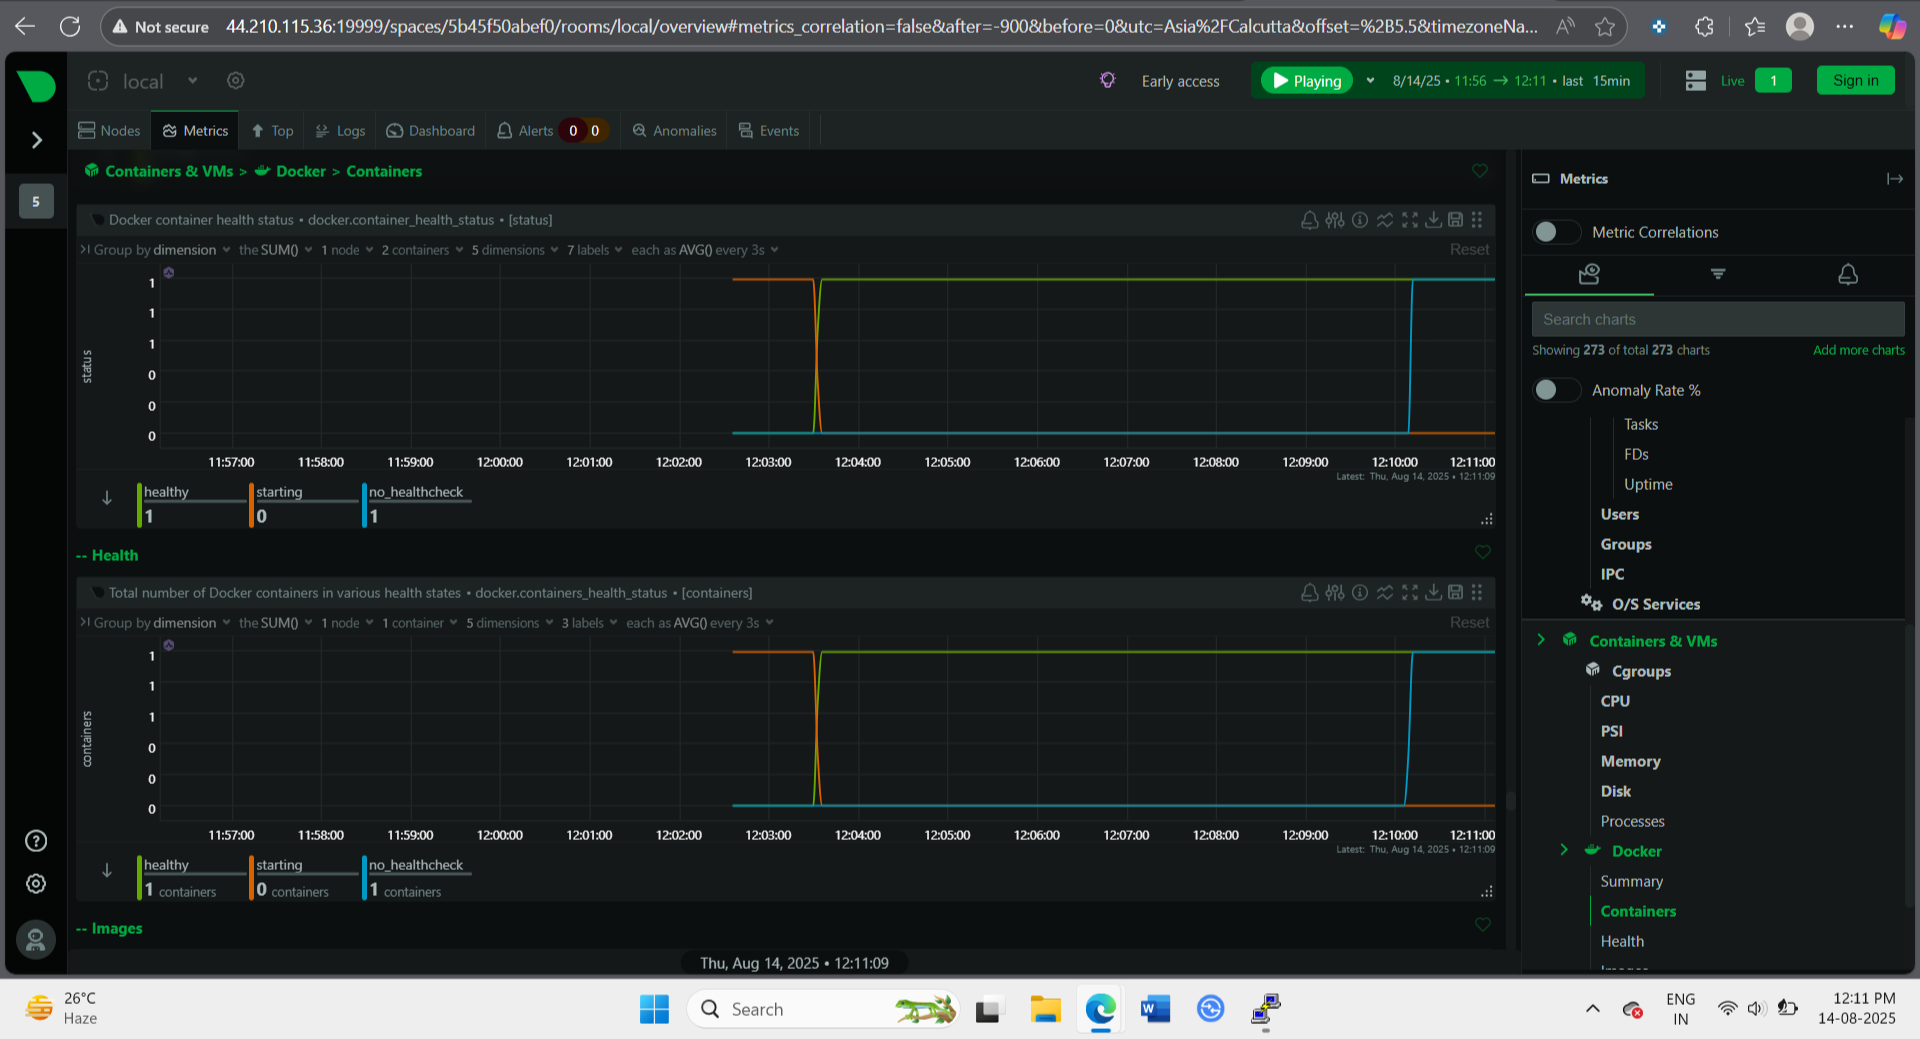 Not secure 44.210.115.36:19999/spaces/5b45f50abef0/rooms/local/overview#metrics_correlation=false&after=-900&before=0&utc=Asia%2FCalcutta&offset=%2B5.5&timezoneNa...
local
Early access
Playing
8/14/25 • 11:56 → 12:11 • last 15min
Live
1
Sign in
Nodes
Metrics
Top
Logs
Dashboard
Alerts 0 0
Anomalies
Events
5
Containers & VMs > Docker > Containers
Docker container health status • docker.container_health_status • [status]
Group by dimension the SUM() 1 node 2 containers 5 dimensions 7 labels each as AVG() every 3s
Reset
status
1
1
1
0
0
0
11:57:00 11:58:00 11:59:00 12:00:00 12:01:00 12:02:00 12:03:00 12:04:00 12:05:00 12:06:00 12:07:00 12:08:00 12:09:00 12:10:00 12:11:00
Latest: Thu, Aug 14, 2025 • 12:11:09
healthy starting no_healthcheck
1 0 1
-- Health
Total number of Docker containers in various health states • docker.containers_health_status • [containers]
Group by dimension the SUM() 1 node 1 container 5 dimensions 3 labels each as AVG() every 3s
Reset
containers
1
1
1
0
0
0
11:57:00 11:58:00 11:59:00 12:00:00 12:01:00 12:02:00 12:03:00 12:04:00 12:05:00 12:06:00 12:07:00 12:08:00 12:09:00 12:10:00 12:11:00
Latest: Thu, Aug 14, 2025 • 12:11:09
healthy starting no_healthcheck
1 containers 0 containers 1 containers
-- Images
Thu, Aug 14, 2025 • 12:11:09
Metrics
Metric Correlations
Search charts
Showing 273 of total 273 charts
Add more charts
Anomaly Rate %
Tasks
FDs
Uptime
Users
Groups
IPC
O/S Services
Containers & VMs
Cgroups
CPU
PSI
Memory
Disk
Processes
Docker
Summary
Containers
Health
Images
26°C
Haze
Search
ENG
IN
12:11 PM
14-08-2025